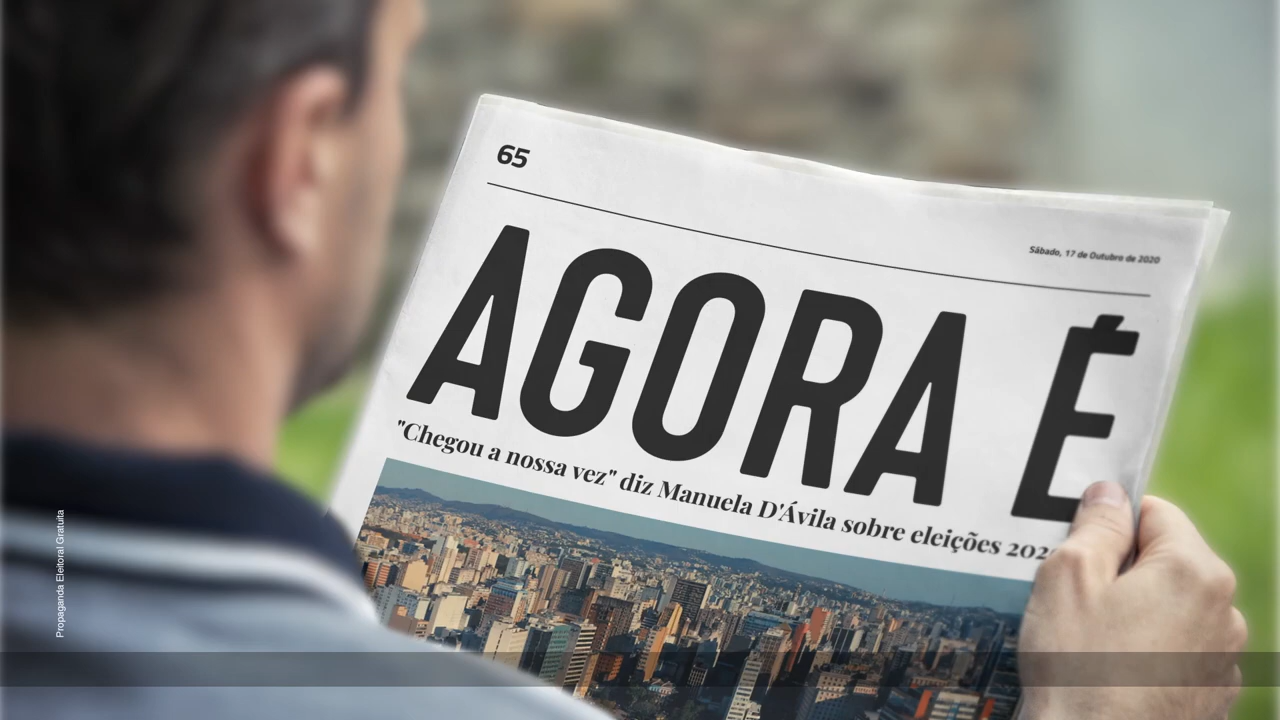 65
Sábado, 17 de Outubro de 2020
AGORA É
"Chegou a nossa vez" diz Manuela D'Ávila sobre eleições 2020
Propaganda Eleitoral Gratuita